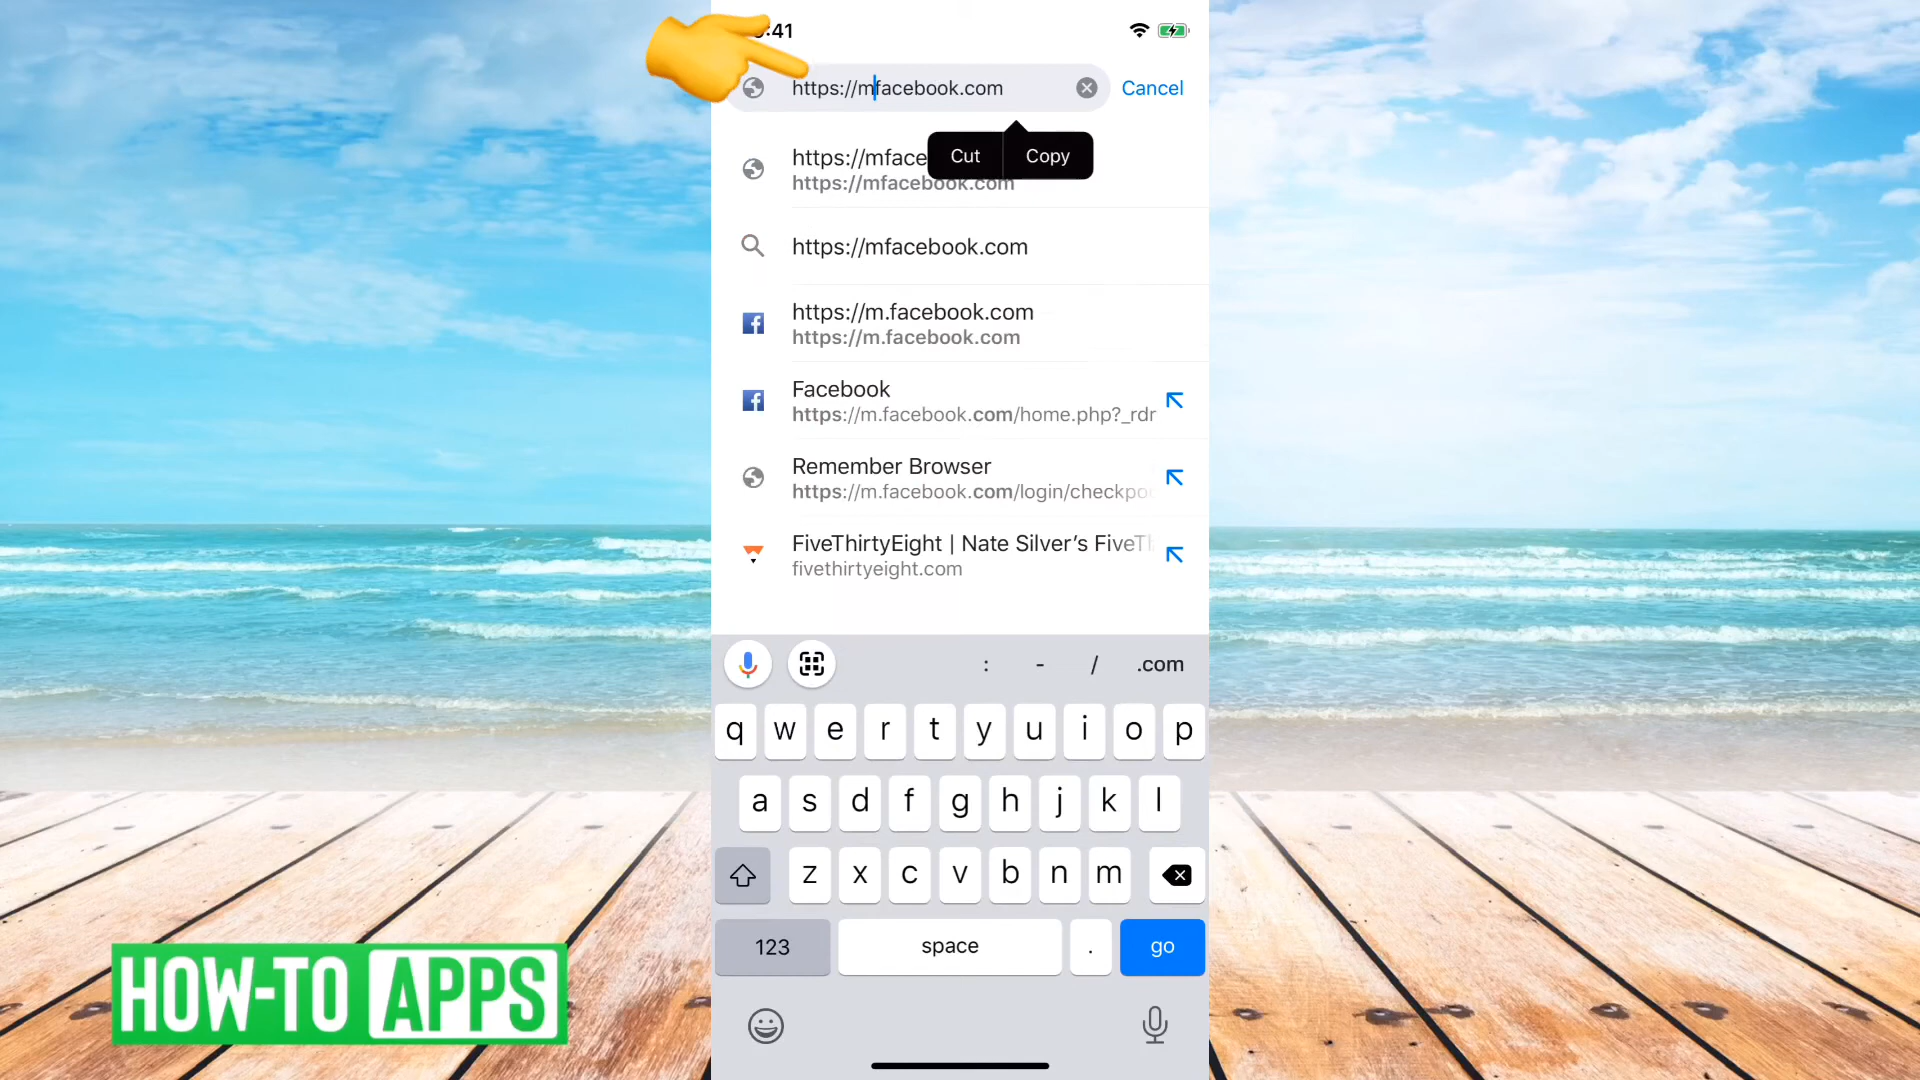 :41
https://mfacebook.com
Cancel
Cut
Copy
https://mface
https://mfacebook.com
https://mfacebook.com
https://m.facebook.com
https://m.facebook.com
Facebook
https://m.facebook.com/home.php?_rdr
Remember Browser
https://m.facebook.com/login/checkpo
FiveThirtyEight | Nate Silver's FiveTh
fivethirtyeight.com
: - / .com
q w e r t y u i o p
a s d f g h j k l
z x c v b n m
123 space . go
HOW-TO APPS